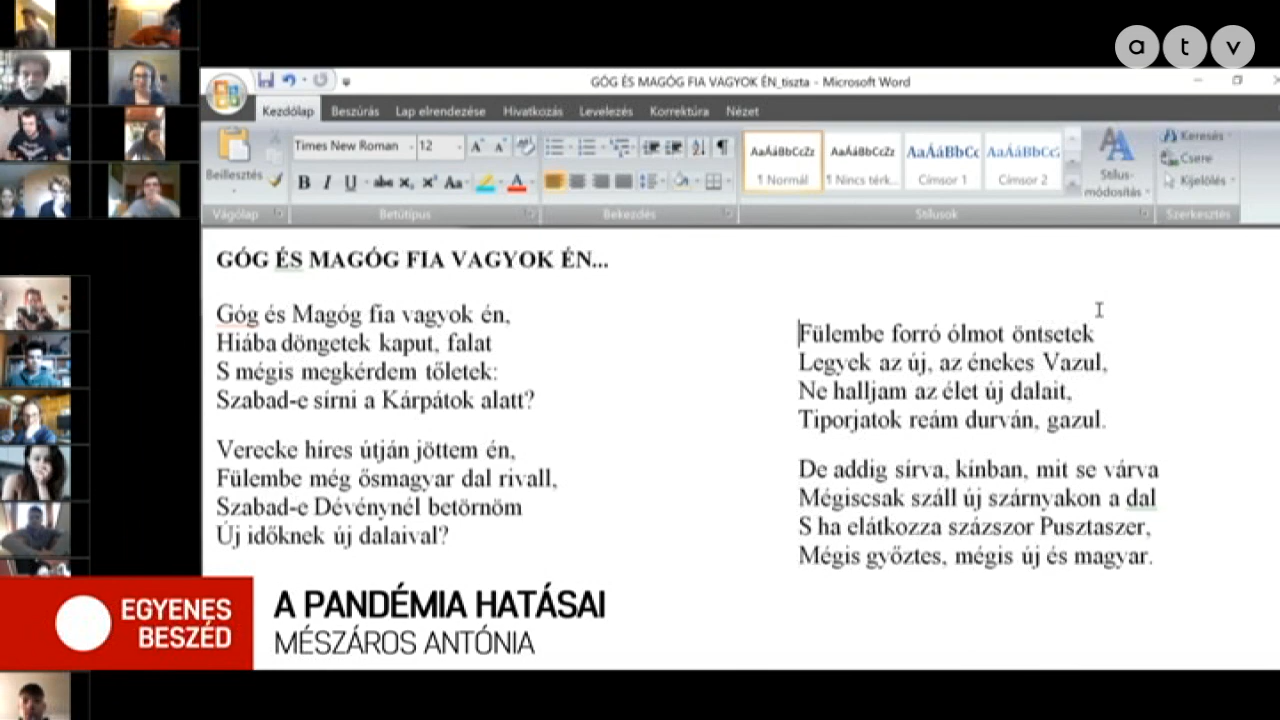 atv
GÓG ÉS MAGÓG FIA VAGYOK ÉN_tiszta - Microsoft Word
Kezdőlap Beszúrás Lap elrendezése Hivatkozás Levelezés Korrektúra Nézet
Beillesztés
Times New Roman 12
AaÁáBbCcZz AaÁáBbCcZz AaÁáBbCc AaÁáBbCcZ
¶ Normál ¶ Nincs térk... Címsor 1 Címsor 2
Stílus-
módosítás
Keresés
Csere
Kijelölés
Vágólap Betűtípus Bekezdés Stílusok Szerkesztés
GÓG ÉS MAGÓG FIA VAGYOK ÉN...
Góg és Magóg fia vagyok én,
Hiába döngetek kaput, falat
S mégis megkérdem tőletek:
Szabad-e sírni a Kárpátok alatt?
Verecke híres útján jöttem én,
Fülembe még ősmagyar dal rivall,
Szabad-e Dévénynél betörnöm
Új időknek új dalaival?
Fülembe forró ólmot öntsetek
Legyek az új, az énekes Vazul,
Ne halljam az élet új dalait,
Tiporjatok reám durván, gazul.
De addig sírva, kínban, mit se várva
Mégiscsak száll új szárnyakon a dal
S ha elátkozza százszor Pusztaszer,
Mégis győztes, mégis új és magyar.
EGYENES
BESZÉD
A PANDÉMIA HATÁSAI
MÉSZÁROS ANTÓNIA